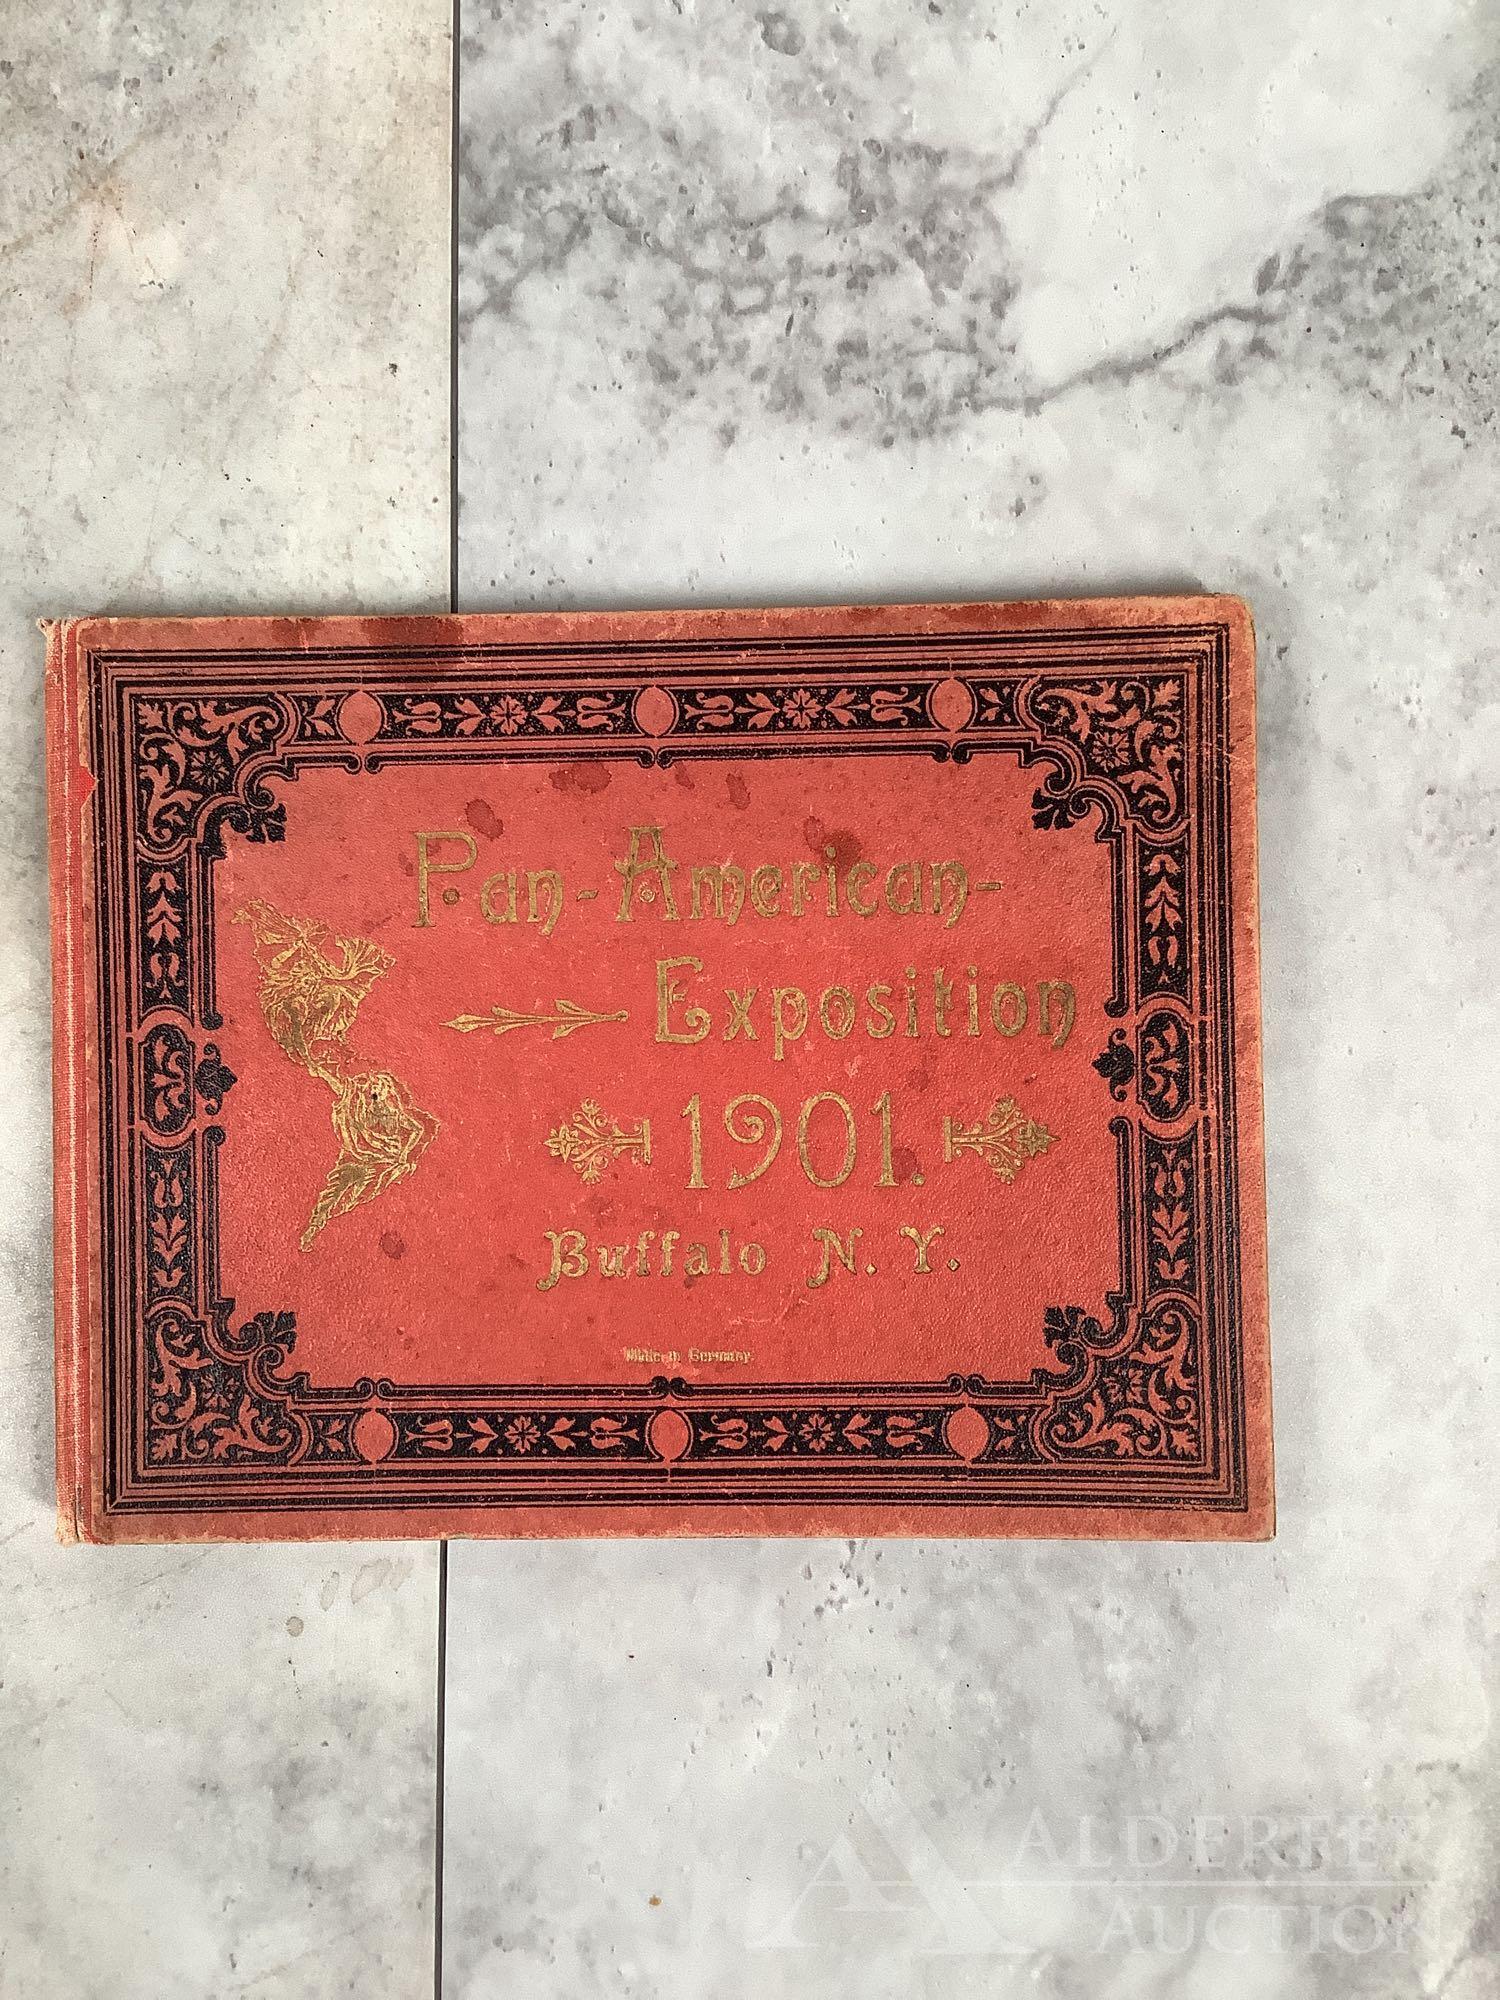 Pan-American-
Exposition
1901.
Buffalo N. Y.
Made in Germany.
ALDERFER
AUCTION